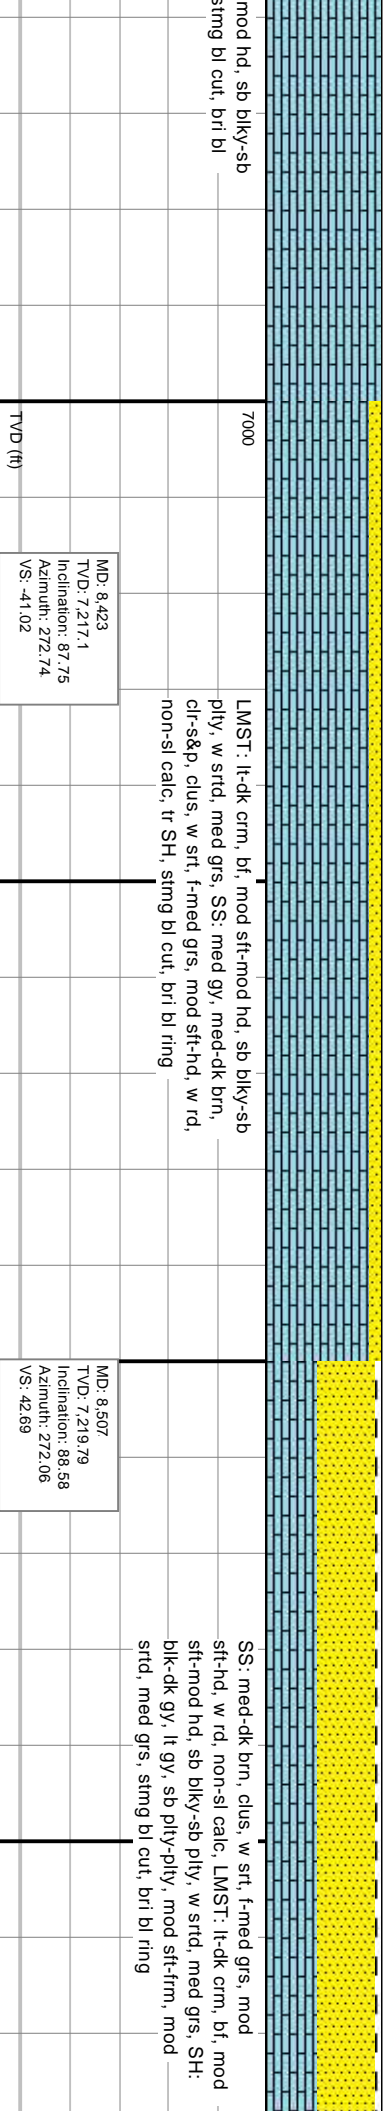 mod hd, sb blky-sb
stmg bl cut, bri bl
7000
TVD (ft)
MD: 8,423
TVD: 7,217.1
Inclination: 87.75
Azimuth: 272.74
VS: -41.02
LMST: lt-dk crm, bf, mod sft-mod hd, sb blky-sb
plty, w srtd, med grs, SS: med gy, med-dk brn,
clr-s&p, clus, w srt, f-med grs, mod sft-hd, w rd,
non-sl calc, tr SH, stmg bl cut, bri bl ring
MD: 8,507
TVD: 7,219.79
Inclination: 88.58
Azimuth: 272.06
VS: 42.69
SS: med-dk brn, clus, w srt, f-med grs, mod
sft-hd, w rd, non-sl calc, LMST: lt-dk crm, bf, mod
sft-mod hd, sb blky-sb plty, w srtd, med grs, SH:
blk-dk gy, lt gy, sb plty-plty, mod sft-frm, mod
srtd, med grs, stmg bl cut, bri bl ring